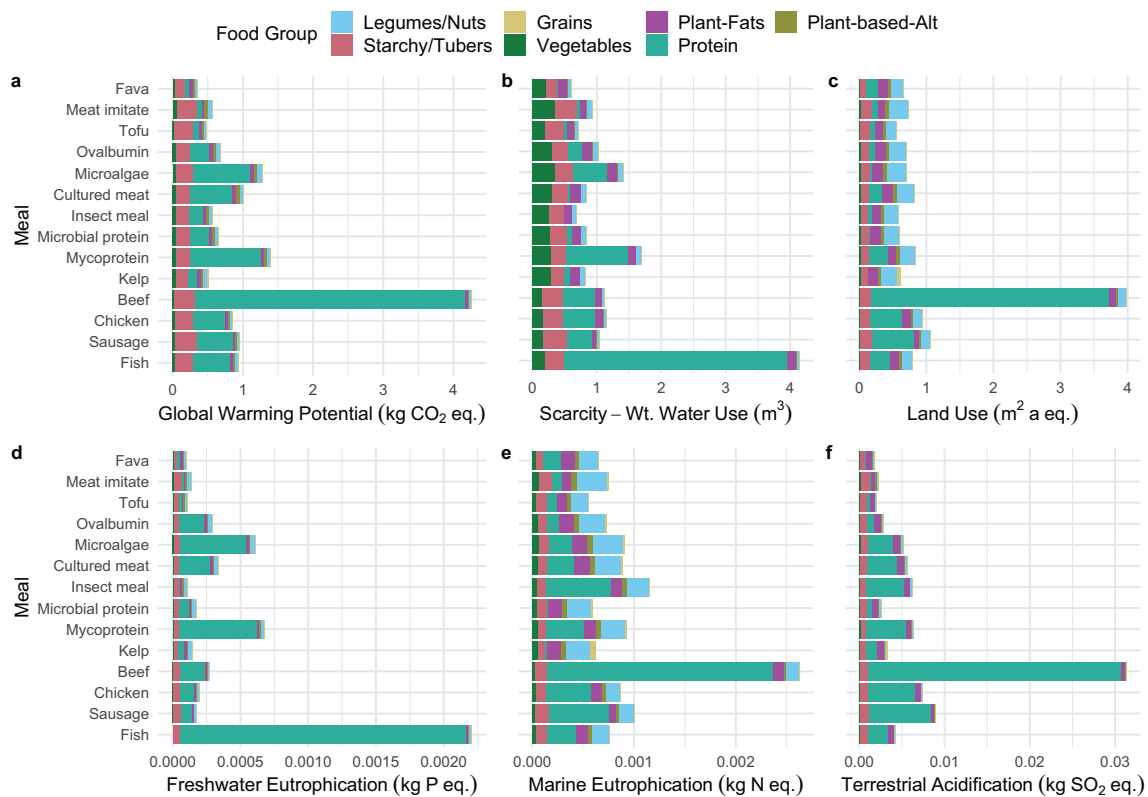 Food Group
Legumes/Nuts
Grains
Plant-Fats
Plant-based-Alt
Starchy/Tubers
Vegetables
Protein
a
b
c
Meal
Fava
Meat imitate
Tofu
Ovalbumin
Microalgae
Cultured meat
Insect meal
Microbial protein
Mycoprotein
Kelp
Beef
Chicken
Sausage
Fish
0 1 2 3 4
0 1 2 3 4
0 1 2 3 4
Global Warming Potential (kg CO₂ eq.)
Scarcity – Wt. Water Use (m³)
Land Use (m² a eq.)
d
e
f
Meal
Fava
Meat imitate
Tofu
Ovalbumin
Microalgae
Cultured meat
Insect meal
Microbial protein
Mycoprotein
Kelp
Beef
Chicken
Sausage
Fish
0.0000 0.0005 0.0010 0.0015 0.0020
0.000 0.001 0.002
0.00 0.01 0.02 0.03
Freshwater Eutrophication (kg P eq.)
Marine Eutrophication (kg N eq.)
Terrestrial Acidification (kg SO₂ eq.)